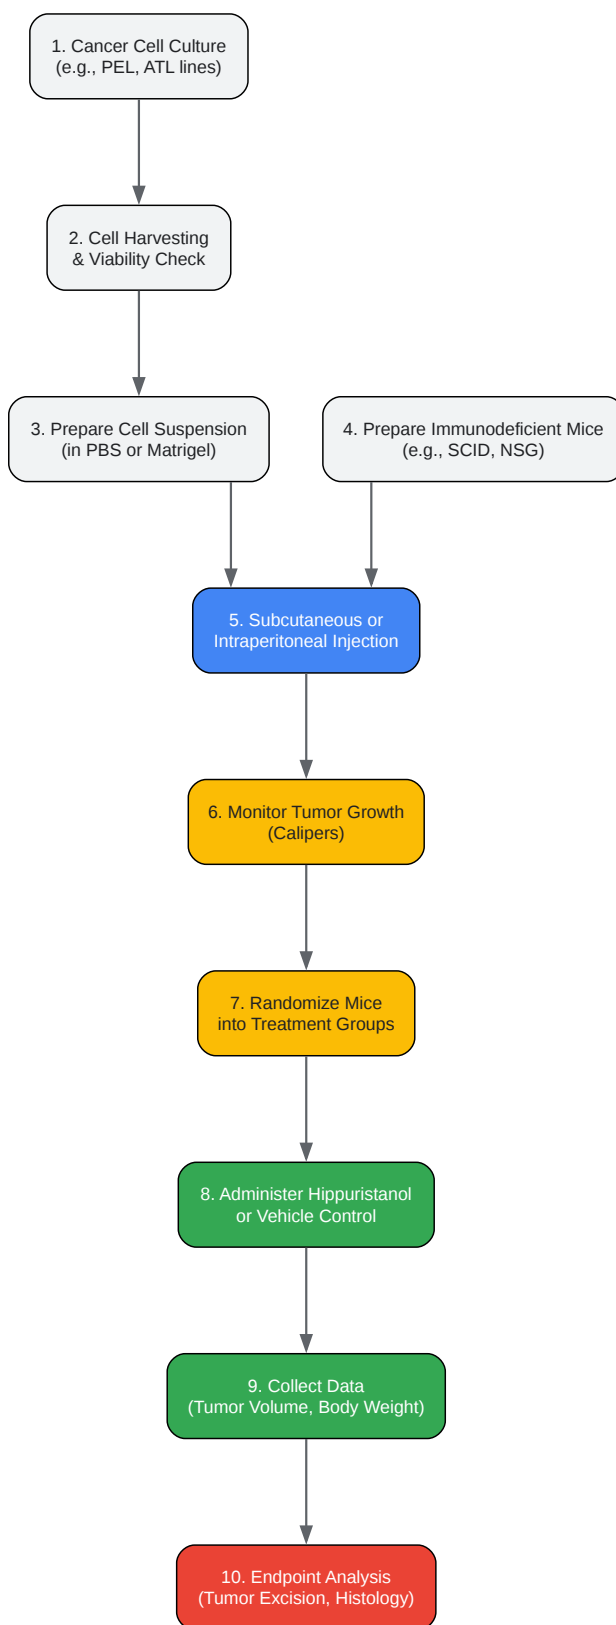 1. Cancer Cell Culture
(e.g., PEL, ATL lines)
2. Cell Harvesting
& Viability Check
3. Prepare Cell Suspension
(in PBS or Matrigel)
4. Prepare Immunodeficient Mice
(e.g., SCID, NSG)
5. Subcutaneous or
Intraperitoneal Injection
6. Monitor Tumor Growth
(Calipers)
7. Randomize Mice
into Treatment Groups
8. Administer Hippuristanol
or Vehicle Control
9. Collect Data
(Tumor Volume, Body Weight)
10. Endpoint Analysis
(Tumor Excision, Histology)